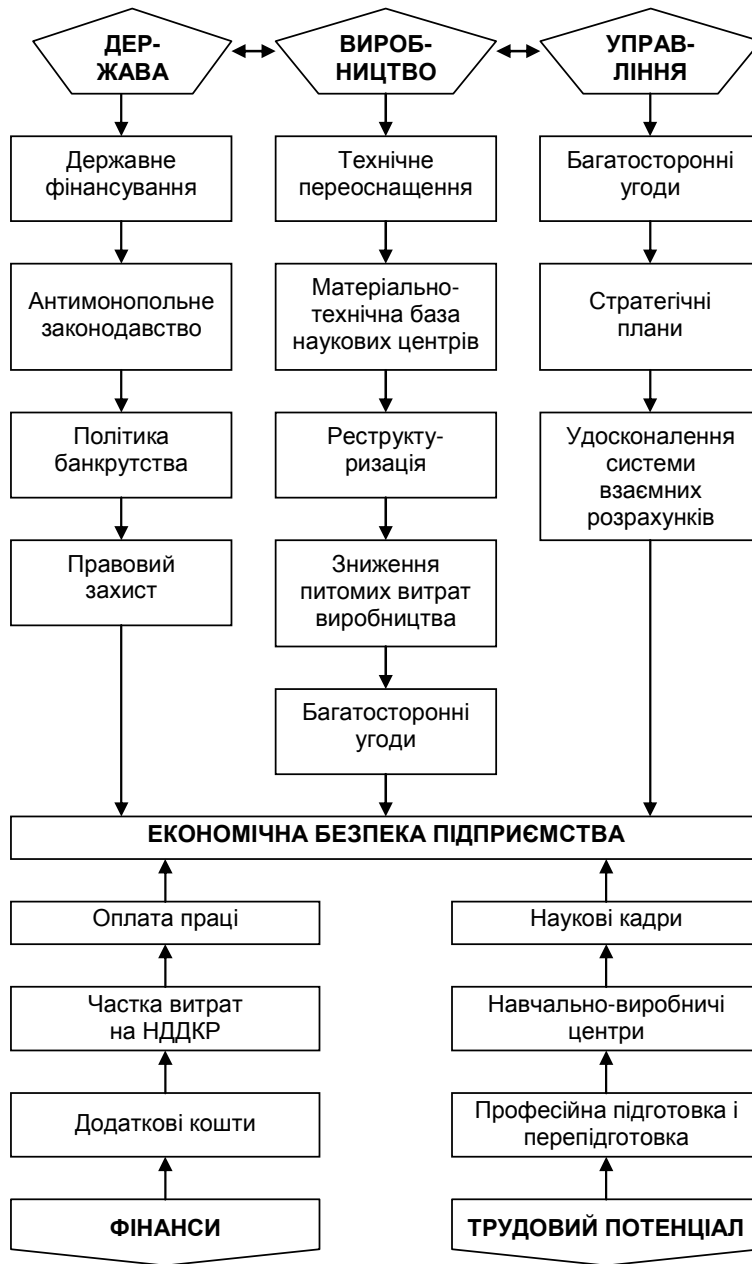 ДЕР-
ЖАВА
ВИРОБ-
НИЦТВО
УПРАВ-
ЛІННЯ
Державне
фінансування
Технічне
переоснащення
Багатосторонні
угоди
Антимонопольне
законодавство
Матеріально-
технічна база
наукових центрів
Стратегічні
плани
Політика
банкрутства
Реструкту-
ризація
Удосконалення
системи
взаємних
розрахунків
Правовий
захист
Зниження
питомих витрат
виробництва
Багатосторонні
угоди
ЕКОНОМІЧНА БЕЗПЕКА ПІДПРИЄМСТВА
Оплата праці
Наукові кадри
Частка витрат
на НДДКР
Навчально-виробничі
центри
Додаткові кошти
Професійна підготовка і
перепідготовка
ФІНАНСИ
ТРУДОВИЙ ПОТЕНЦІАЛ